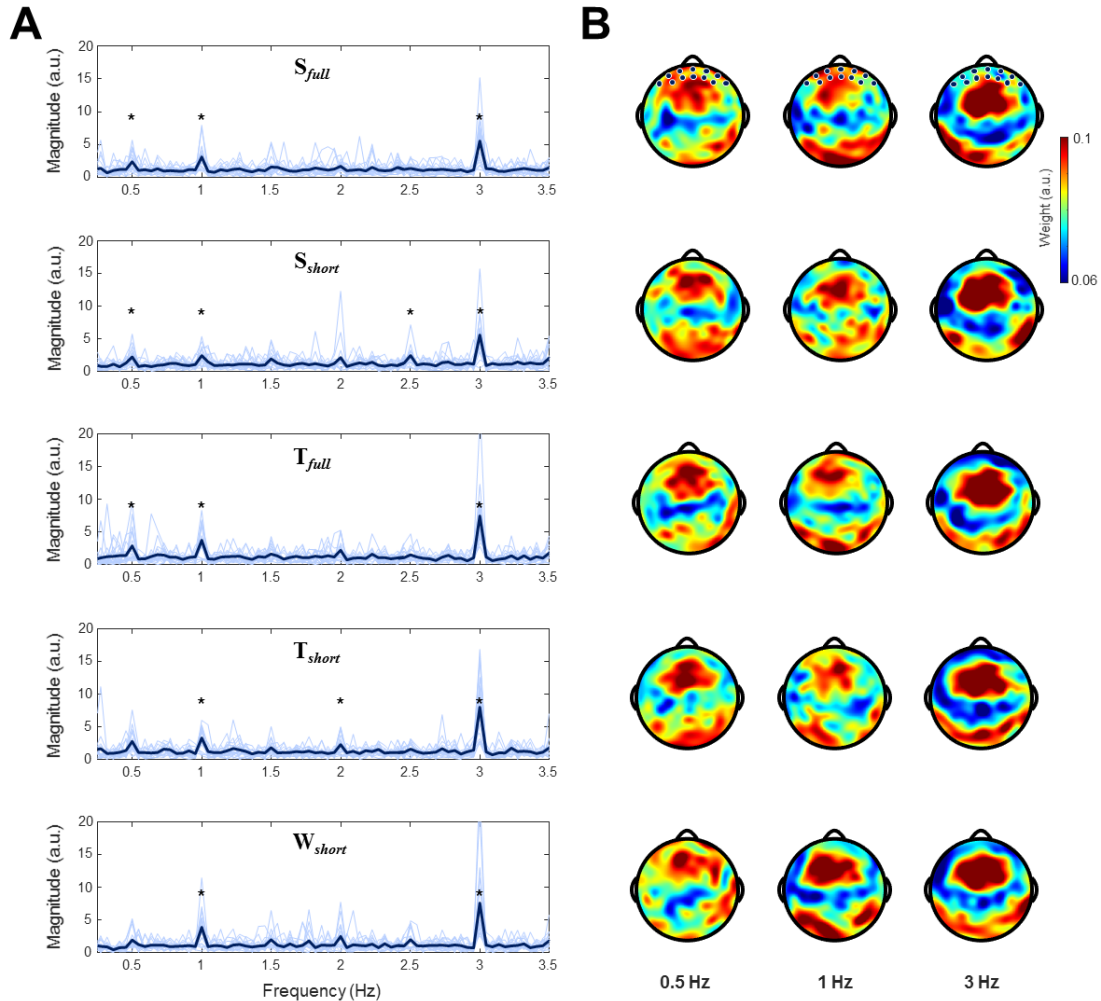 A
B
S full
20
15
10
5
0
Magnitude (a.u.)
* * *
0.5 1 1.5 2 2.5 3 3.5
0.1
Weight (a.u.)
0.06
S short
20
15
10
5
0
Magnitude (a.u.)
* * * *
0.5 1 1.5 2 2.5 3 3.5
T full
20
15
10
5
0
Magnitude (a.u.)
* * *
0.5 1 1.5 2 2.5 3 3.5
T short
20
15
10
5
0
Magnitude (a.u.)
* * *
0.5 1 1.5 2 2.5 3 3.5
W short
20
15
10
5
0
Magnitude (a.u.)
* *
0.5 1 1.5 2 2.5 3 3.5
Frequency (Hz)
0.5 Hz 1 Hz 3 Hz